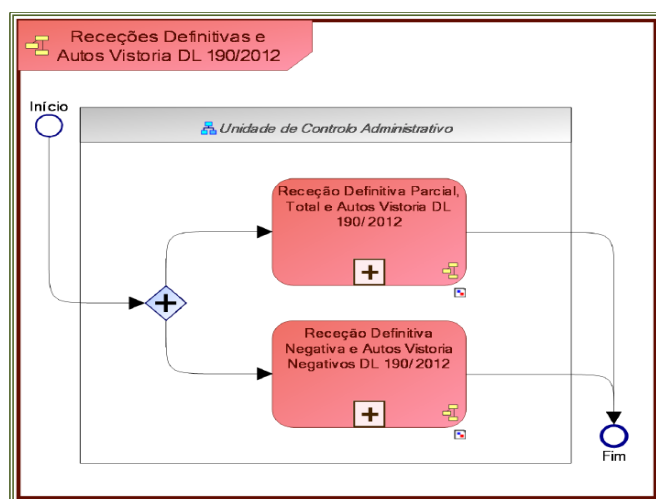 Receções Definitivas e
Autos Vistoria DL 190/2012
Início
Unidade de Controlo Administrativo
Receção Definitiva Parcial,
Total e Autos Vistoria DL
190/ 2012
Receção Definitiva
Negativa e Autos Vistoria
Negativos DL 190/ 2012
Fim